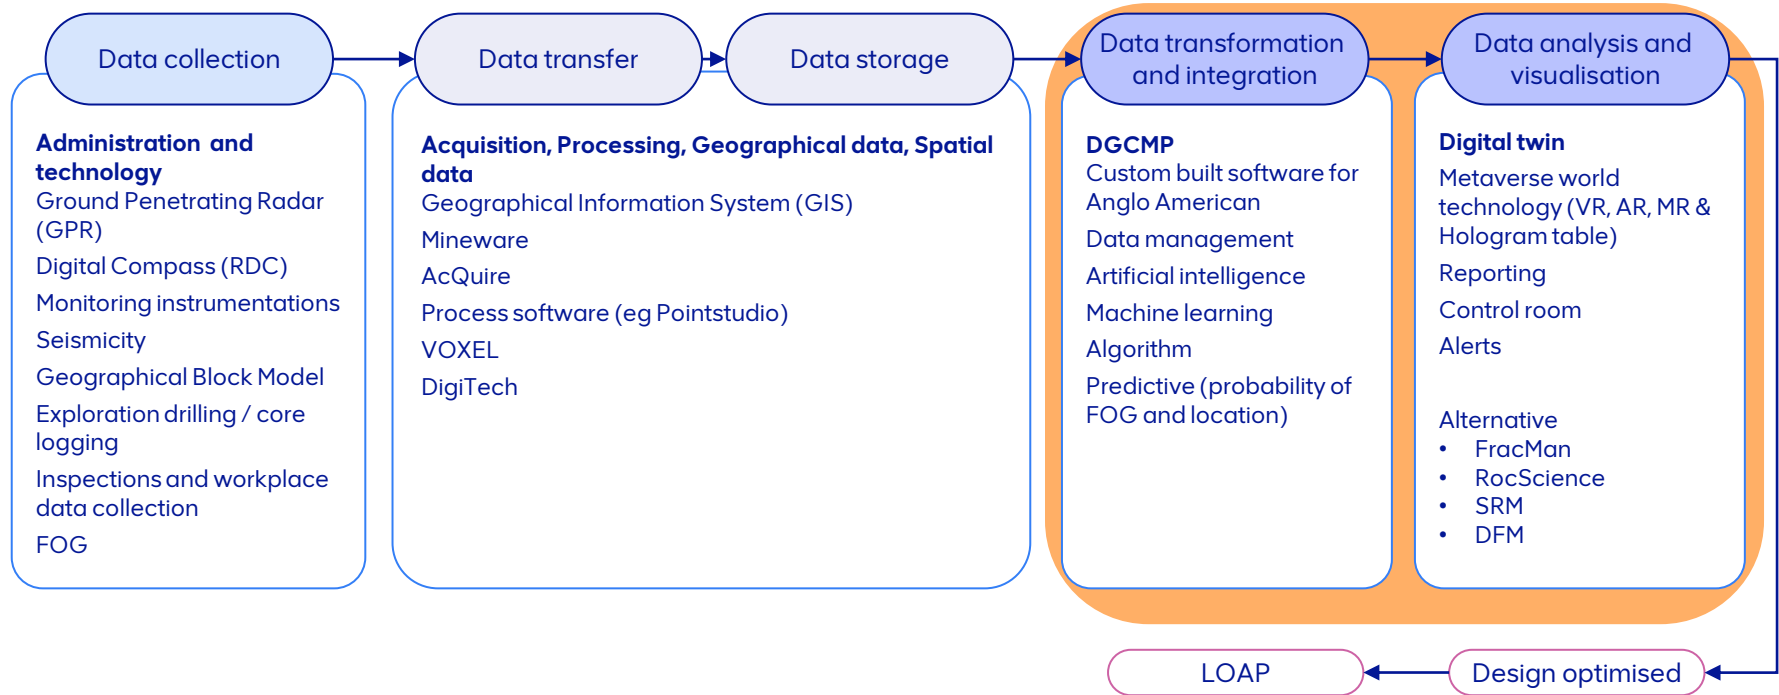 Data collection
Data transfer
Data storage
Data transformation
and integration
Data analysis and
visualisation
Administration and
technology
Ground Penetrating Radar
(GPR)
Digital Compass (RDC)
Monitoring instrumentations
Seismicity
Geographical Block Model
Exploration drilling / core
logging
Inspections and workplace
data collection
FOG
Acquisition, Processing, Geographical data, Spatial
data
Geographical Information System (GIS)
Mineware
AcQuire
Process software (eg Pointstudio)
VOXEL
DigiTech
DGCMP
Custom built software for
Anglo American
Data management
Artificial intelligence
Machine learning
Algorithm
Predictive (probability of
FOG and location)
Digital twin
Metaverse world
technology (VR, AR, MR &
Hologram table)
Reporting
Control room
Alerts
Alternative
• FracMan
• RocScience
• SRM
• DFM
LOAP
Design optimised